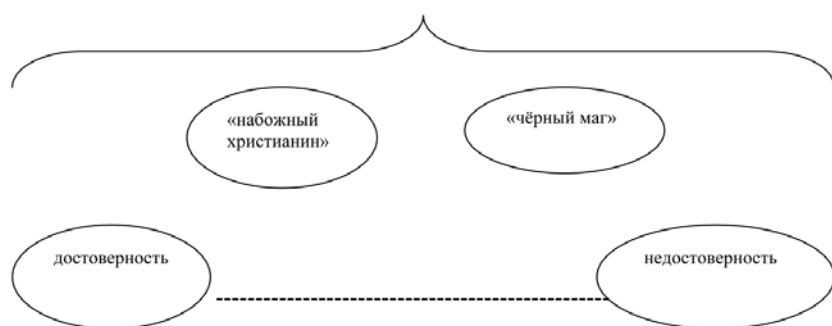 «набожный
христианин»
«чёрный маг»
достоверность
недостоверность